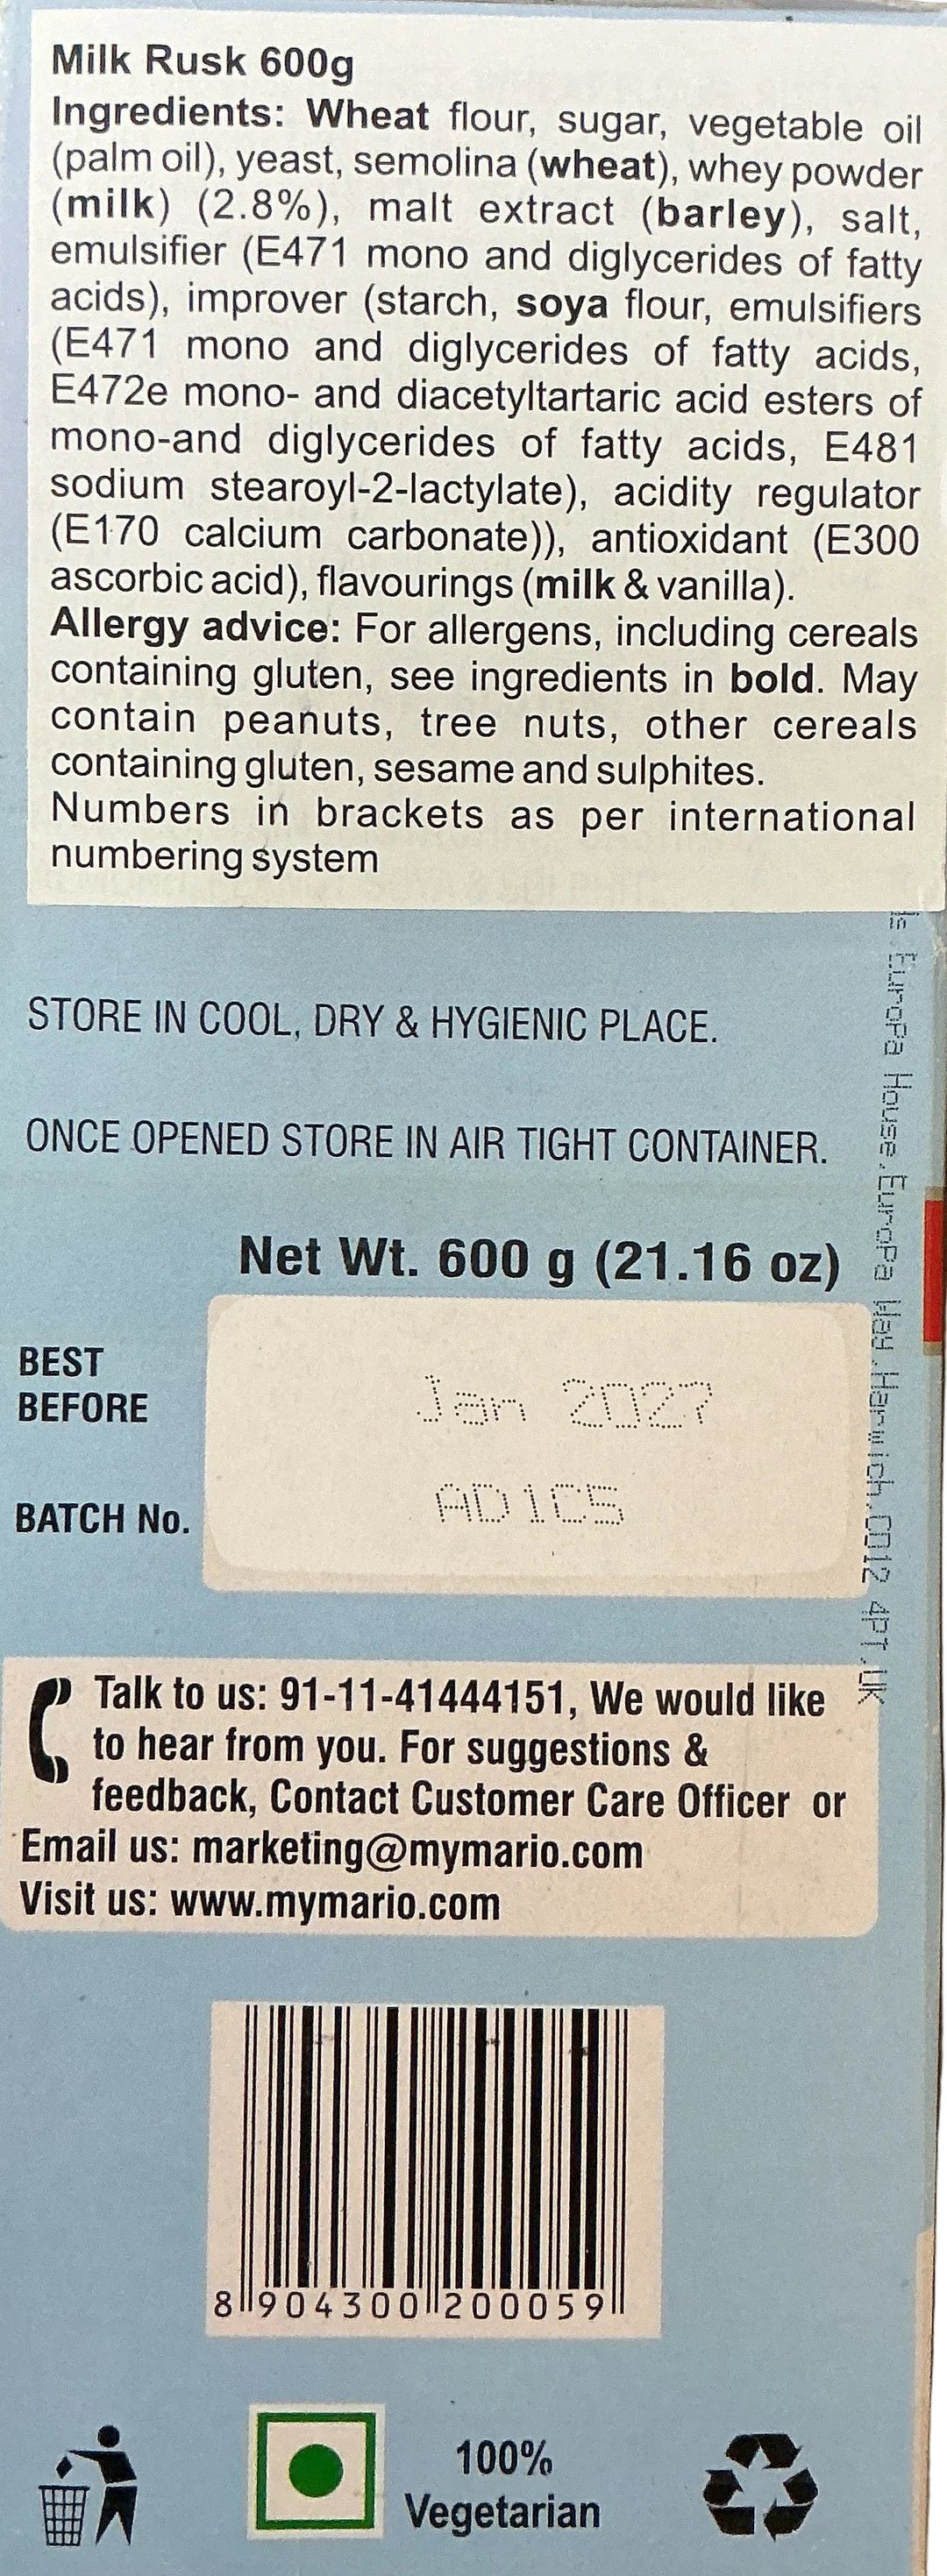 Milk Rusk 600g
Ingredients: Wheat flour, sugar, vegetable oil
(palm oil), yeast, semolina (wheat), whey powder
(milk) (2.8%), malt extract (barley), salt,
emulsifier (E471 mono and diglycerides of fatty
acids), improver (starch, soya flour, emulsifiers
(E471 mono and diglycerides of fatty acids,
E472e mono- and diacetyltartaric acid esters of
mono-and diglycerides of fatty acids, E481
sodium stearoyl-2-lactylate), acidity regulator
(E170 calcium carbonate)), antioxidant (E300
ascorbic acid), flavourings (milk & vanilla).
Allergy advice: For allergens, including cereals
containing gluten, see ingredients in bold. May
contain peanuts, tree nuts, other cereals
containing gluten, sesame and sulphites.
Numbers in brackets as per international
numbering system
STORE IN COOL, DRY & HYGIENIC PLACE.
ONCE OPENED STORE IN AIR TIGHT CONTAINER.
Net Wt. 600 g (21.16 oz)
BEST
BEFORE
Jan 2027
BATCH No.
AD1C5
Europa House,Europa Way,Harwich,CO12 4PT,UK
Talk to us: 91-11-41444151, We would like
to hear from you. For suggestions &
feedback, Contact Customer Care Officer or
Email us: marketing@mymario.com
Visit us: www.mymario.com
8 904300 200059
100%
Vegetarian